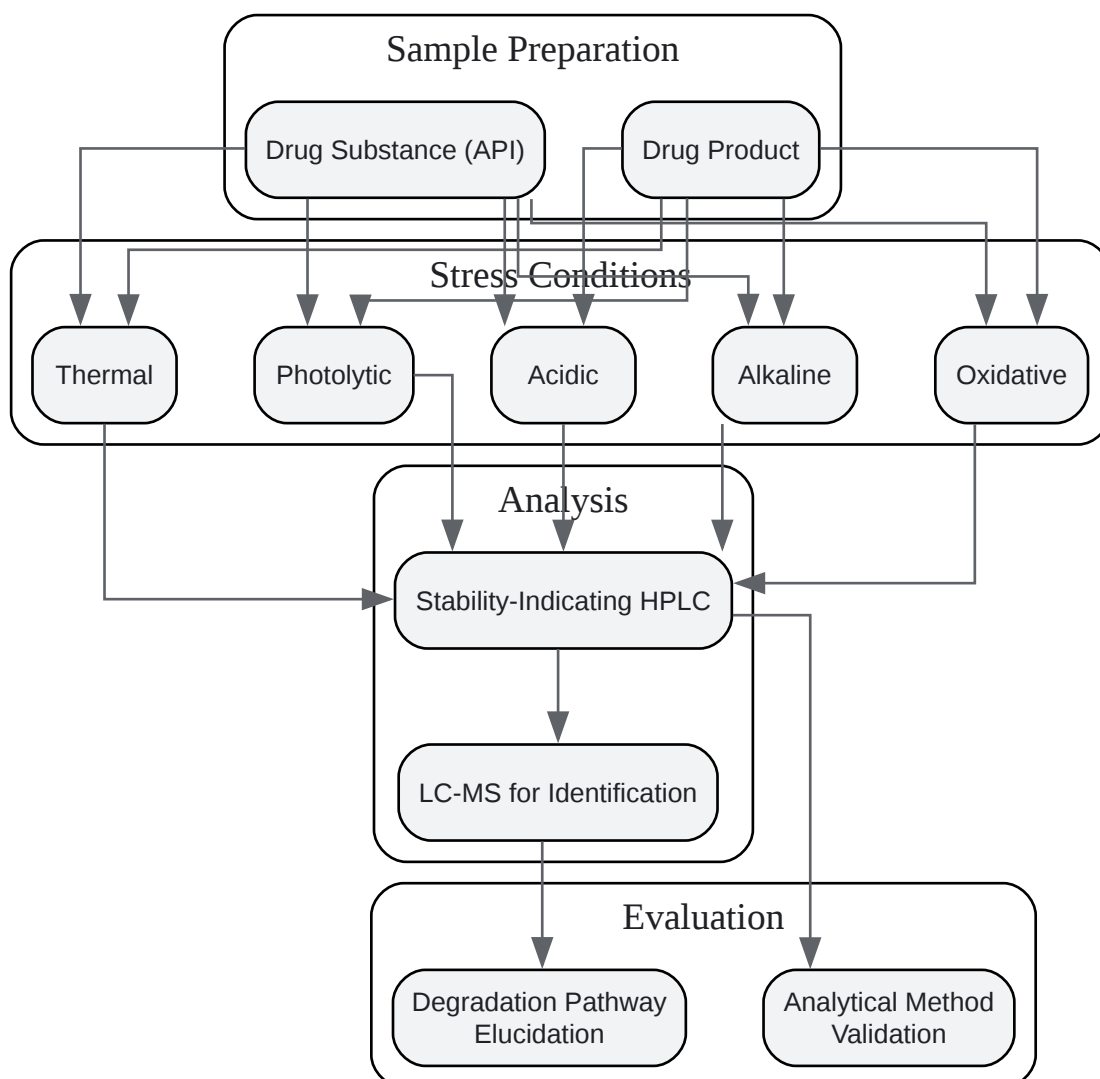 Sample Preparation
Drug Substance (API)
Drug Product
Stress Conditions
Thermal
Photolytic
Acidic
Alkaline
Oxidative
Analysis
Stability-Indicating HPLC
LC-MS for Identification
Evaluation
Degradation Pathway
Elucidation
Analytical Method
Validation